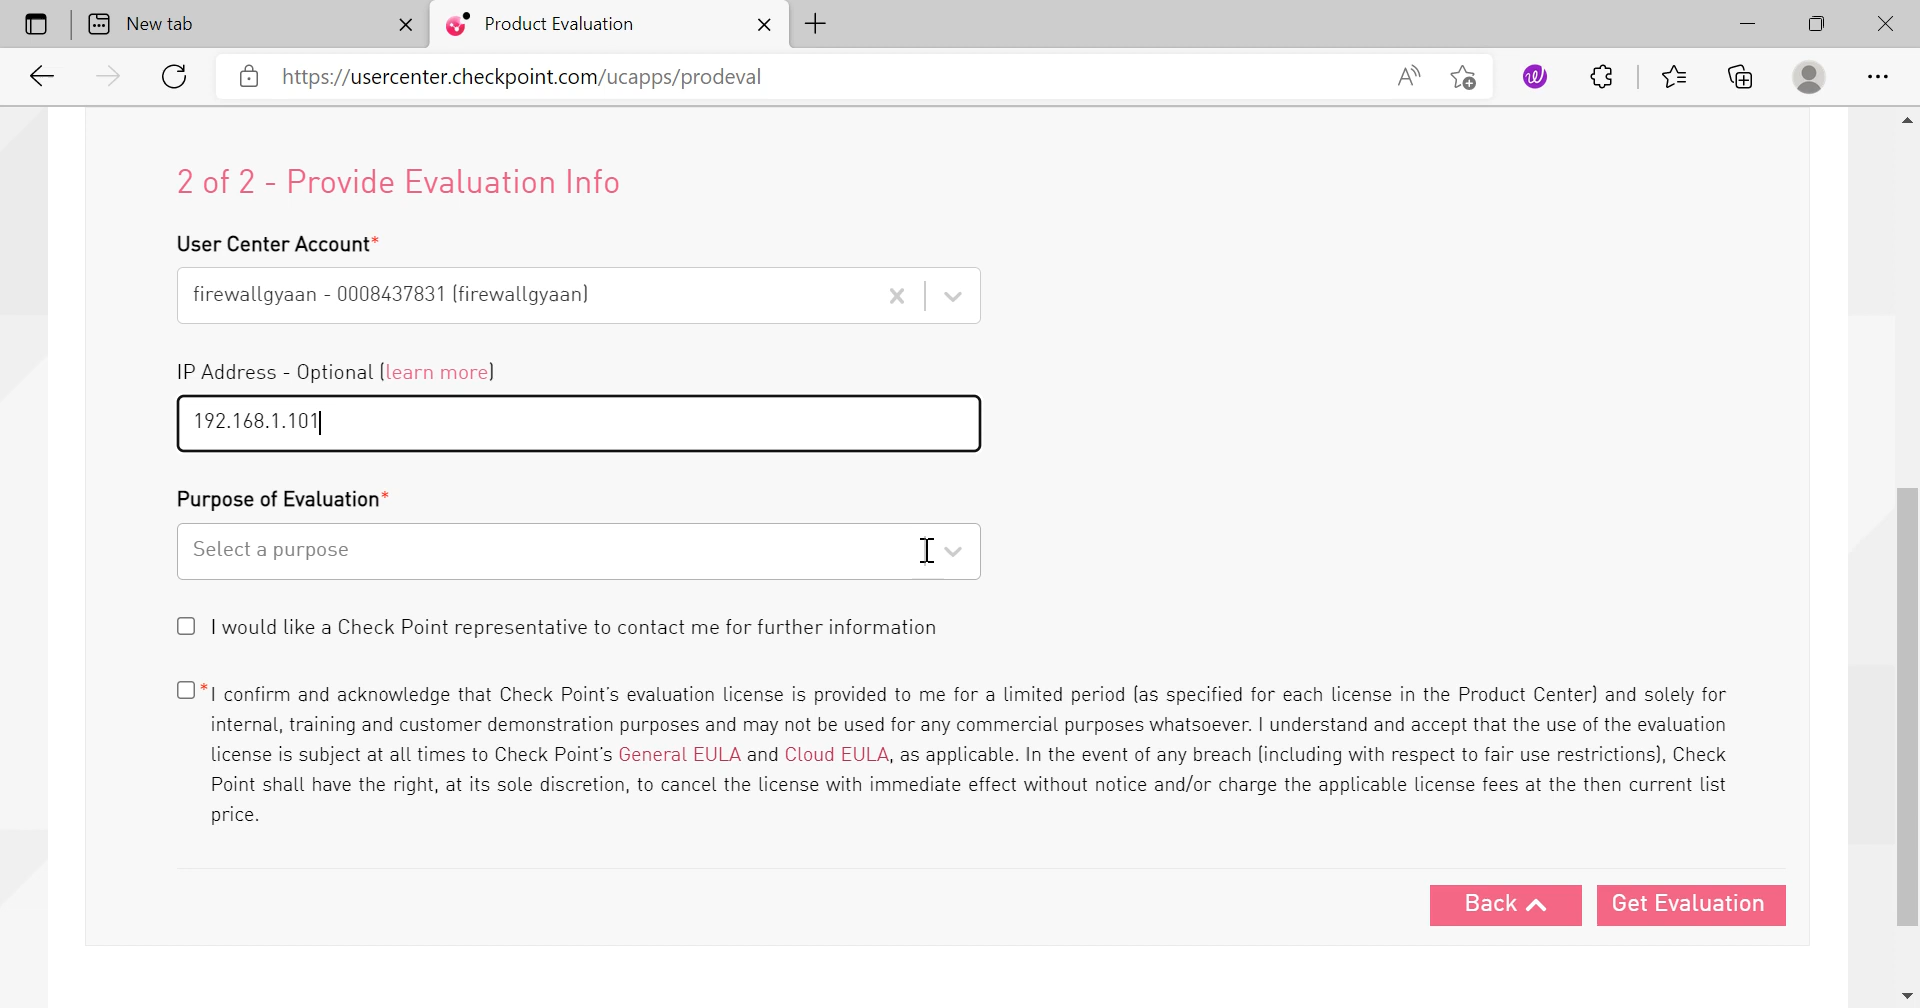 New tab
Product Evaluation
https://usercenter.checkpoint.com/ucapps/prodeval
2 of 2 - Provide Evaluation Info
User Center Account*
firewallgyaan - 0008437831 (firewallgyaan)
IP Address - Optional (learn more)
192.168.1.101
Purpose of Evaluation*
Select a purpose
I would like a Check Point representative to contact me for further information
*I confirm and acknowledge that Check Point's evaluation license is provided to me for a limited period (as specified for each license in the Product Center) and solely for
internal, training and customer demonstration purposes and may not be used for any commercial purposes whatsoever. I understand and accept that the use of the evaluation
license is subject at all times to Check Point's General EULA and Cloud EULA, as applicable. In the event of any breach (including with respect to fair use restrictions), Check
Point shall have the right, at its sole discretion, to cancel the license with immediate effect without notice and/or charge the applicable license fees at the then current list
price.
Back
Get Evaluation